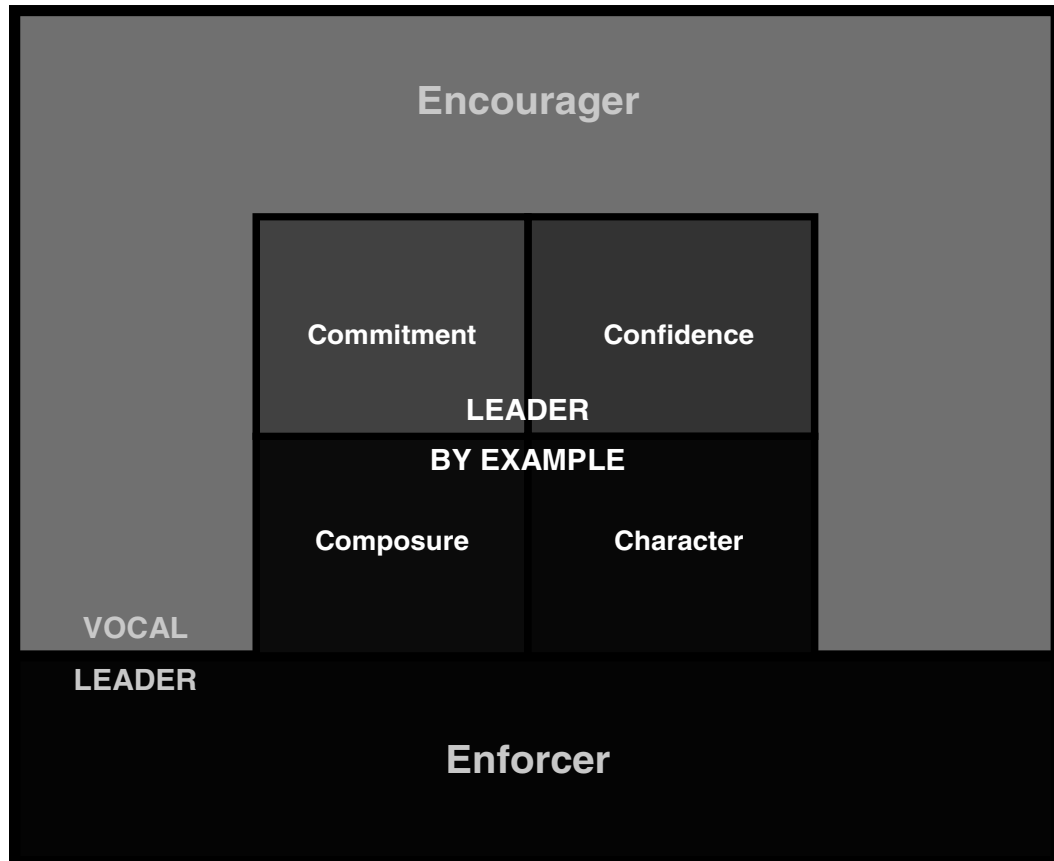 Encourager
Commitment Confidence
LEADER
BY EXAMPLE
Composure Character
VOCAL
LEADER
Enforcer